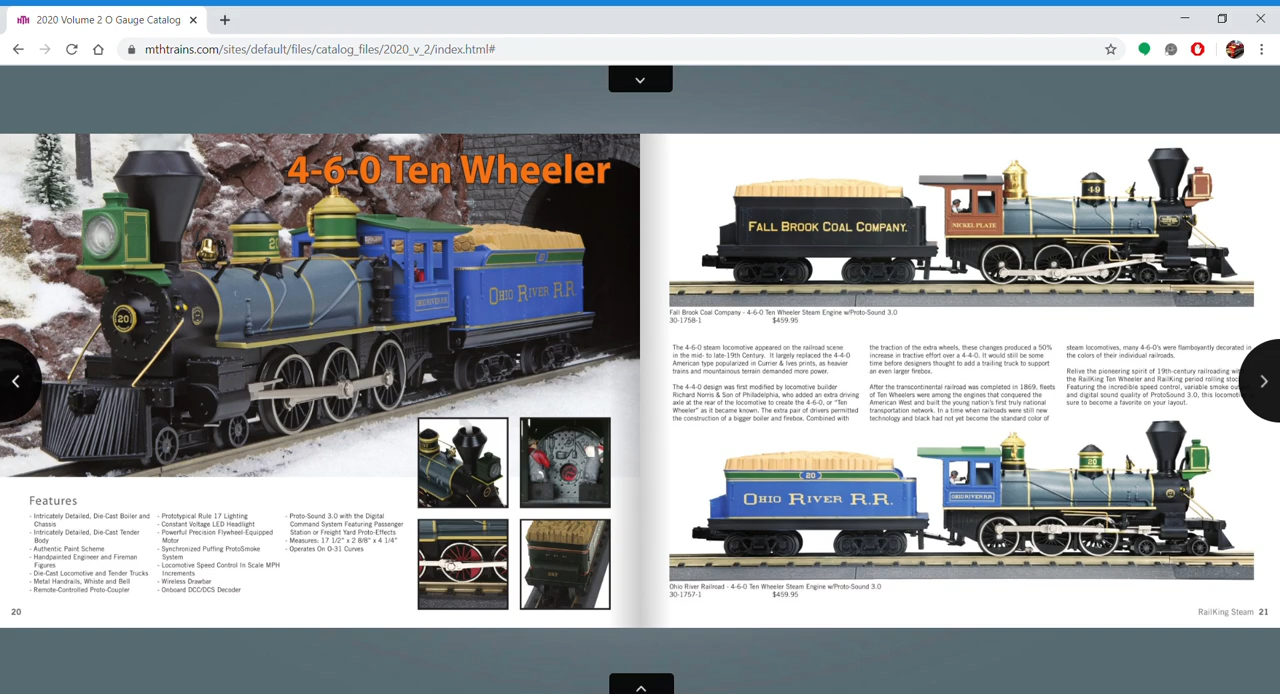 2020 Volume 2 O Gauge Catalog
mthtrains.com/sites/default/files/catalog_files/2020_v_2/index.html#
4-6-0 Ten Wheeler
20
OHIO RIVER R.R.
OHIO RIVER R.R.
20
Features
- Intricately Detailed, Die-Cast Boiler and
Chassis
- Intricately Detailed, Die-Cast Tender
Body
- Authentic Paint Scheme
- Handpainted Engineer and Fireman
Figures
- Die-Cast Locomotive and Tender Trucks
- Metal Handrails, Whiste and Bell
- Remote-Controlled Proto-Coupler
- Prototypical Rule 17 Lighting
- Constant Voltage LED Headlight
- Powerful Precision Flywheel-Equipped
Motor
- Synchronized Puffing ProtoSmoke
System
- Locomotive Speed Control In Scale MPH
Increments
- Wireless Drawbar
- Onboard DCC/DCS Decoder
- Proto-Sound 3.0 with the Digital
Command System Featuring Passenger
Station or Freight Yard Proto-Effects
- Measures: 17 1/2" x 2 8/8" x 4 1/4"
- Operates On O-31 Curves
20
FALL BROOK COAL COMPANY.
NICKEL PLATE
49
Fall Brook Coal Company - 4-6-0 Ten Wheeler Steam Engine w/Proto-Sound 3.0
30-1758-1 $459.95
The 4-6-0 steam locomotive appeared on the railroad scene
in the mid- to late-19th Century. It largely replaced the 4-4-0
American type popularized in Currier & Ives prints, as heavier
trains and mountainous terrain demanded more power.
The 4-4-0 design was first modified by locomotive builder
Richard Norris & Son of Philadelphia, who added an extra driving
axle at the rear of the locomotive to create the 4-6-0, or "Ten
Wheeler" as it became known. The extra pair of drivers permitted
the construction of a bigger boiler and firebox. Combined with
the traction of the extra wheels, these changes produced a 50%
increase in tractive effort over a 4-4-0. It would still be some
time before designers thought to add a trailing truck to support
an even larger firebox.
After the transcontinental railroad was completed in 1869, fleets
of Ten Wheelers were among the engines that conquered the
American West and built the young nation's first truly national
transportation network. In a time when railroads were still new
technology and black had not yet become the standard color of
steam locomotives, many 4-6-0's were flamboyantly decorated in
the colors of their individual railroads.
Relive the pioneering spirit of 19th-century railroading
the RailKing Ten Wheeler and RailKing period rolling
Featuring the incredible speed control, variable smoke
and digital sound quality of ProtoSound 3.0, this
sure to become a favorite on your layout.
20
OHIO RIVER R.R.
OHIO RIVER R.R.
20
Ohio River Railroad - 4-6-0 Ten Wheeler Steam Engine w/Proto-Sound 3.0
30-1757-1 $459.95
RailKing Steam 21